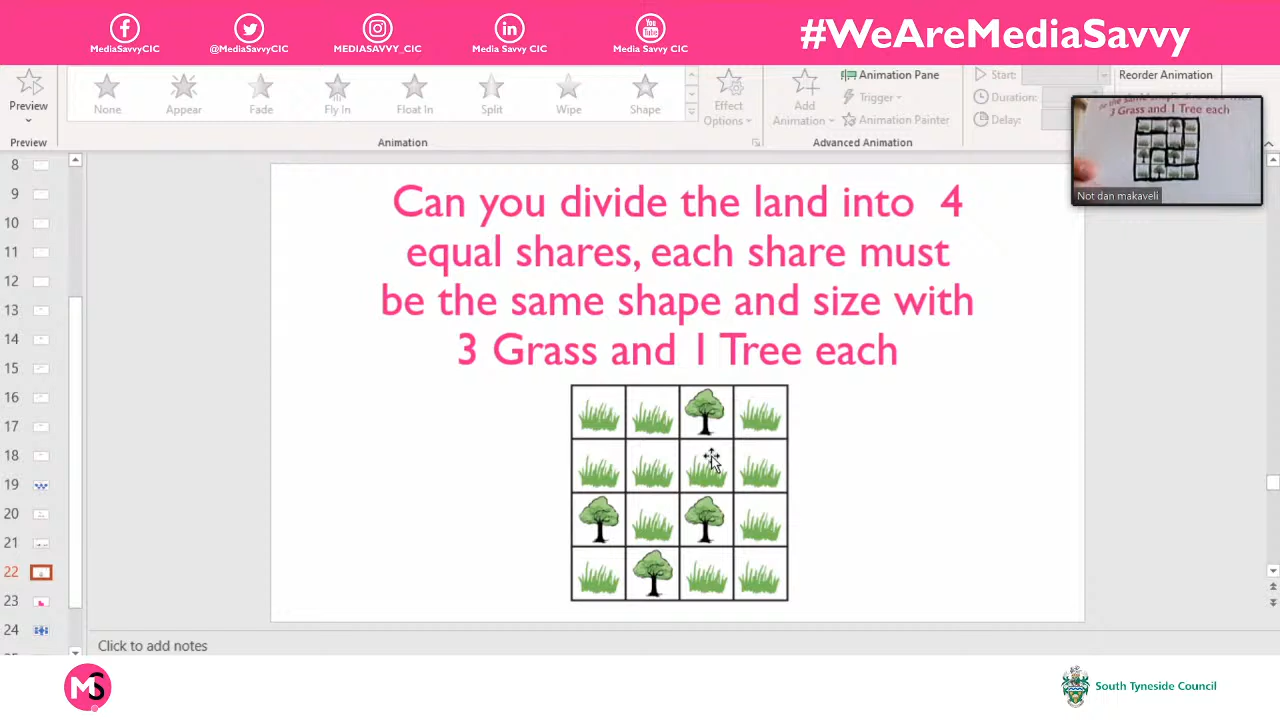 MediaSavvyCIC
@MediaSavvyCIC
MEDIASAVVY_CIC
Media Savvy CIC
You
Tube
Media Savvy CIC
#WeAreMediaSavvy
Preview
Preview
None
Appear
Fade
Fly In
Float In
Split
Wipe
Shape
Animation
Effect
Options
Add
Animation
Animation Pane
Trigger
Animation Painter
Advanced Animation
Start:
Duration:
Delay:
Reorder Animation
3 Grass and 1 Tree each
Not dan makaveli
8
9
10
11
12
13
14
15
16
17
18
19
20
21
22
23
24
Can you divide the land into 4
equal shares, each share must
be the same shape and size with
3 Grass and 1 Tree each
Click to add notes
MS
South Tyneside Council